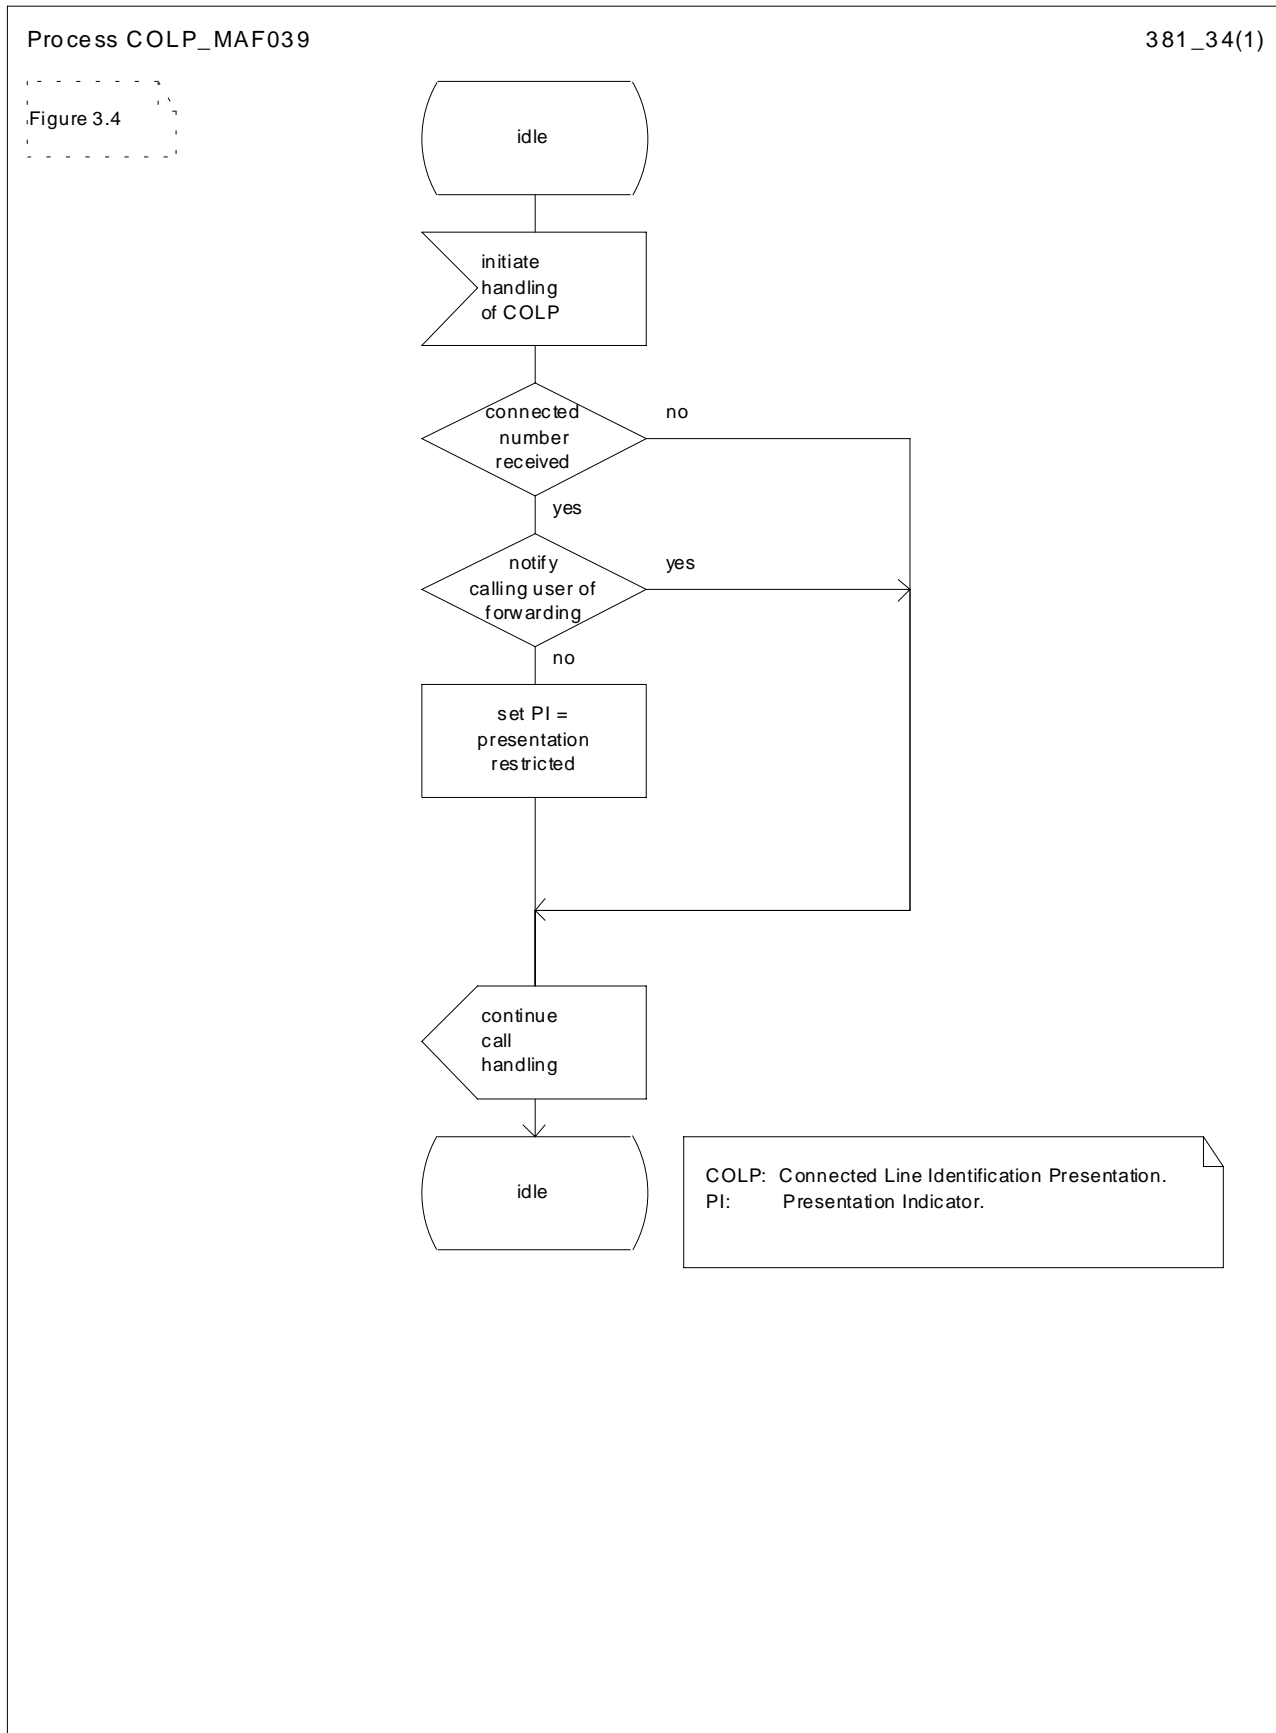 Process COLP_MAF039
381_34(1)
Figure 3.4
idle
initiate
handling
of COLP
connected
number
received
no
yes
notify
calling user of
forwarding
yes
no
set PI =
presentation
restricted
continue
call
handling
idle
COLP: Connected Line Identification Presentation.
PI: Presentation Indicator.